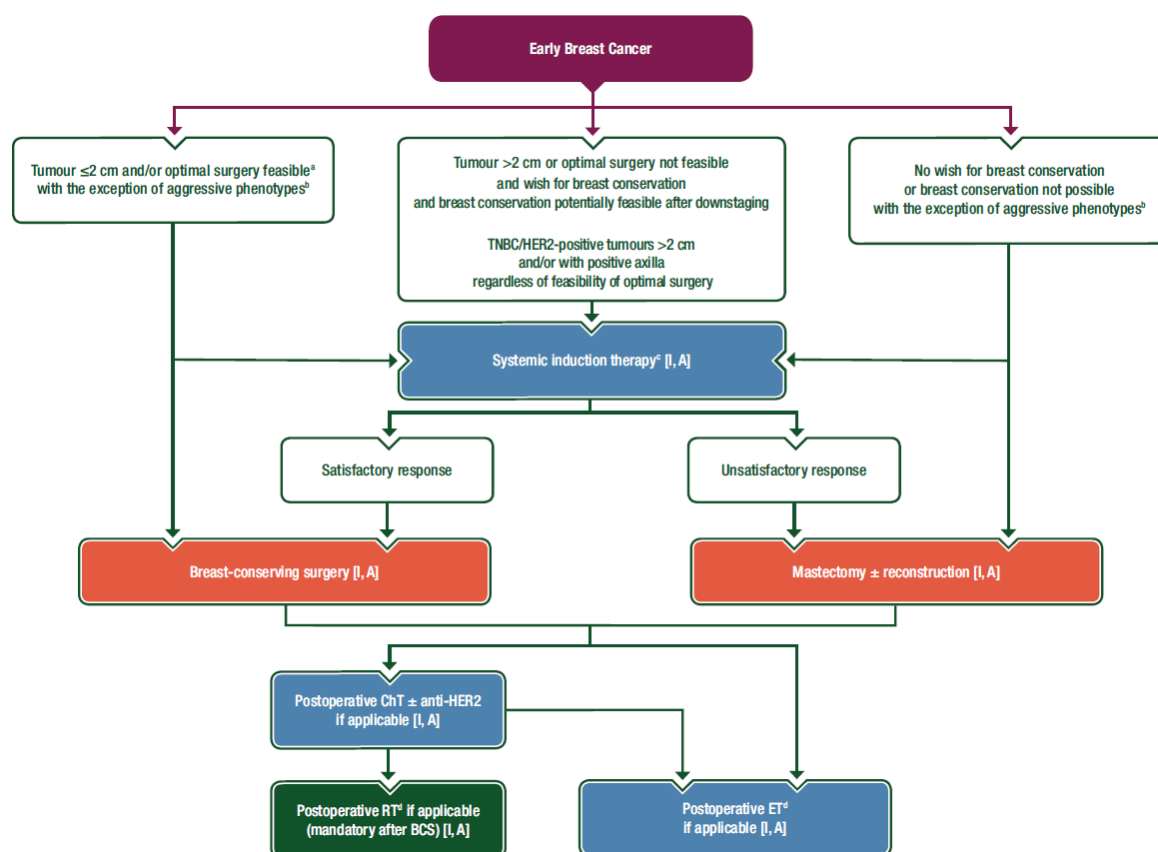 Early Breast Cancer
Tumour ≤2 cm and/or optimal surgery feasibleᵃ
with the exception of aggressive phenotypesᵇ
Tumour >2 cm or optimal surgery not feasible
and wish for breast conservation
and breast conservation potentially feasible after downstaging
TNBC/HER2-positive tumours >2 cm
and/or with positive axilla
regardless of feasibility of optimal surgery
No wish for breast conservation
or breast conservation not possible
with the exception of aggressive phenotypesᵇ
Systemic induction therapyᶜ [I, A]
Satisfactory response
Unsatisfactory response
Breast-conserving surgery [I, A]
Mastectomy ± reconstruction [I, A]
Postoperative ChT ± anti-HER2
if applicable [I, A]
Postoperative RTᵈ if applicable
(mandatory after BCS) [I, A]
Postoperative ETᵈ
if applicable [I, A]